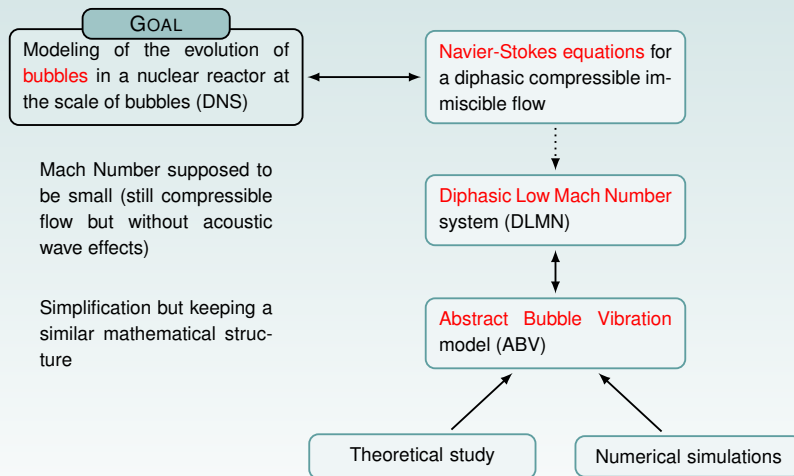 GOAL
Modeling of the evolution of
bubbles in a nuclear reactor at
the scale of bubbles (DNS)
Navier-Stokes equations for
a diphasic compressible im-
miscible flow
Mach Number supposed to
be small (still compressible
flow but without acoustic
wave effects)
Diphasic Low Mach Number
system (DLMN)
Simplification but keeping a
similar mathematical struc-
ture
Abstract Bubble Vibration
model (ABV)
Theoretical study
Numerical simulations